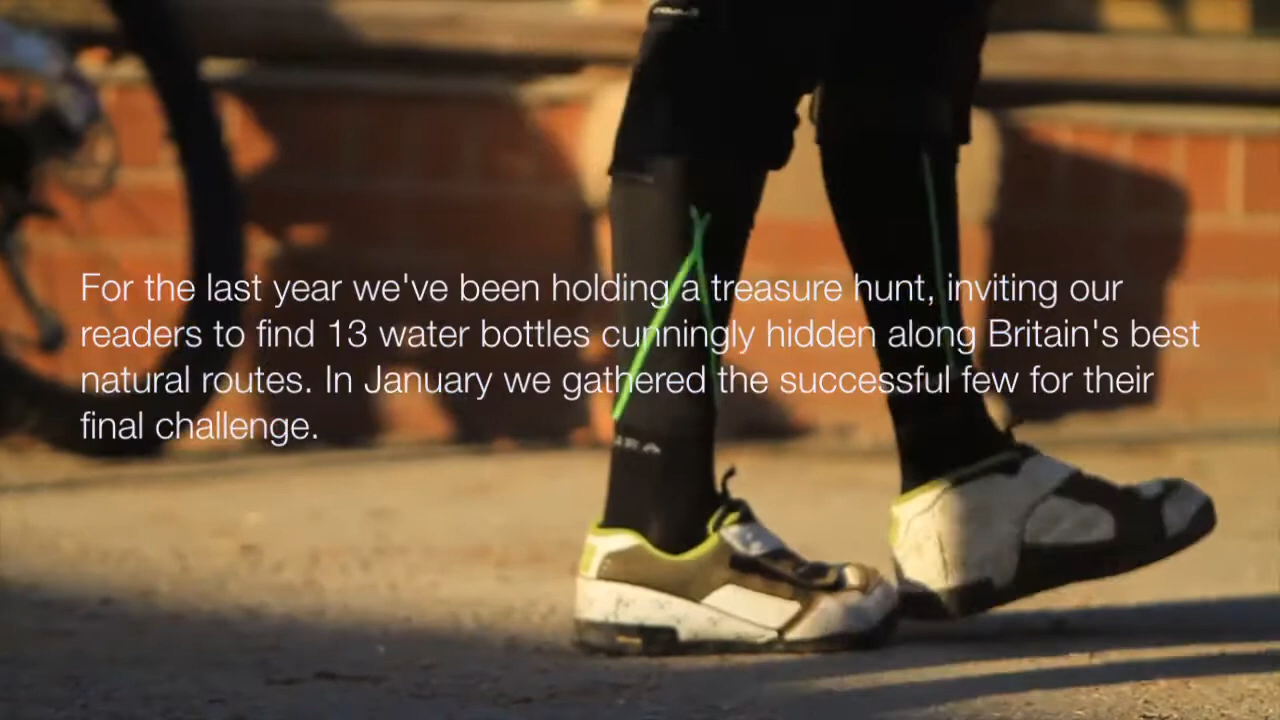 For the last year we've been holding a treasure hunt, inviting our
readers to find 13 water bottles cunningly hidden along Britain's best
natural routes. In January we gathered the successful few for their
final challenge.